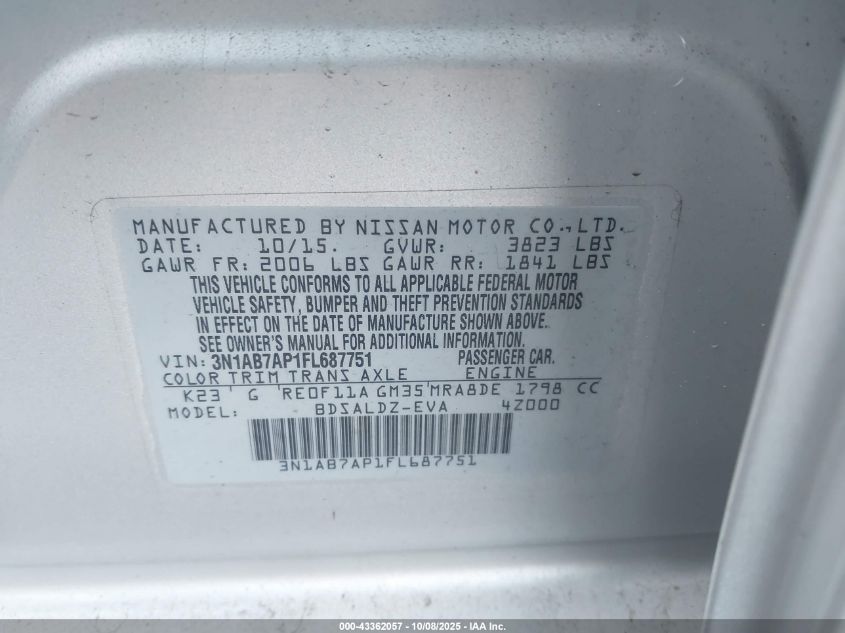 MANUFACTURED BY NISSAN MOTOR CO., LTD.
DATE: 10/15. GVWR: 3823 LBS
GAWR FR: 2006 LBS GAWR RR: 1841 LBS
THIS VEHICLE CONFORMS TO ALL APPLICABLE FEDERAL MOTOR
VEHICLE SAFETY, BUMPER AND THEFT PREVENTION STANDARDS
IN EFFECT ON THE DATE OF MANUFACTURE SHOWN ABOVE.
SEE OWNER'S MANUAL FOR ADDITIONAL INFORMATION.
VIN: 3N1AB7AP1FL687751 PASSENGER CAR.
COLOR TRIM TRANS AXLE ENGINE
K23 G RE0F11A GM35 MRA8DE 1798 CC
MODEL: BDSALDZ-EVA 4Z000
3N1AB7AP1FL687751
000-43362057 - 10/08/2025 - IAA Inc.